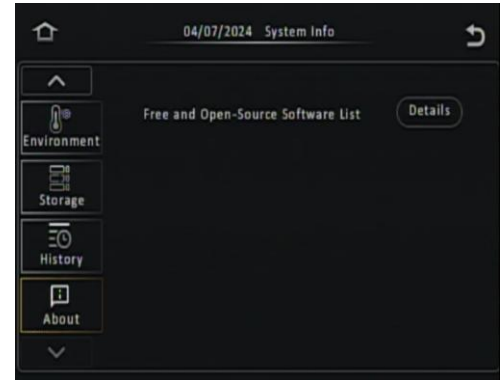 04/07/2024 System Info
Free and Open-Source Software List
Details
Environment
Storage
History
About